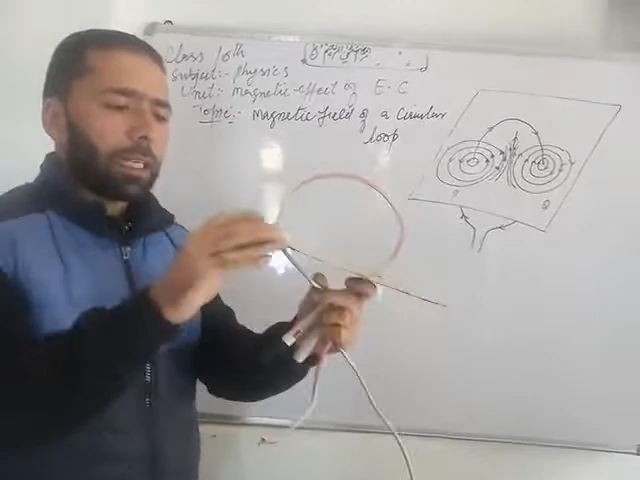 Class 10th
Subject:- Physics
Unit:- Magnetic effect of E.C
Topic:- Magnetic field of a Circular
loop
P
Q